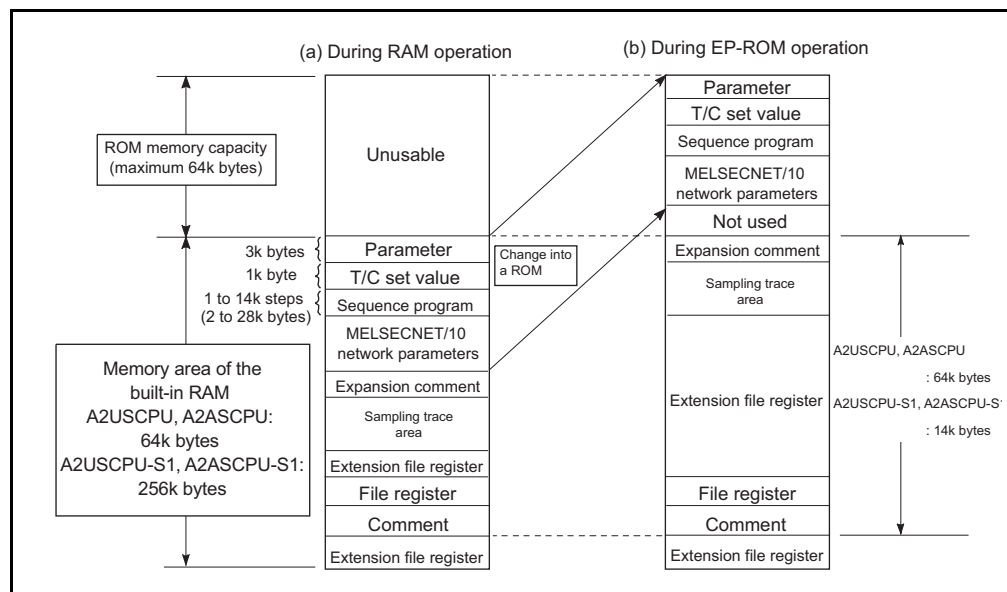 (a) During RAM operation
(b) During EP-ROM operation
ROM memory capacity
(maximum 64k bytes)
3k bytes
1k byte
1 to 14k steps
(2 to 28k bytes)
Memory area of the
built-in RAM
A2USCPU, A2ASCPU:
64k bytes
A2USCPU-S1, A2ASCPU-S1:
256k bytes
Unusable
Parameter
T/C set value
Sequence program
MELSECNET/10
network parameters
Expansion comment
Sampling trace
area
Extension file register
File register
Comment
Extension file register
Change into
a ROM
Parameter
T/C set value
Sequence program
MELSECNET/10
network parameters
Not used
Expansion comment
Sampling trace
area
Extension file register
File register
Comment
Extension file register
A2USCPU, A2ASCPU
: 64k bytes
A2USCPU-S1, A2ASCPU-S1
: 14k bytes